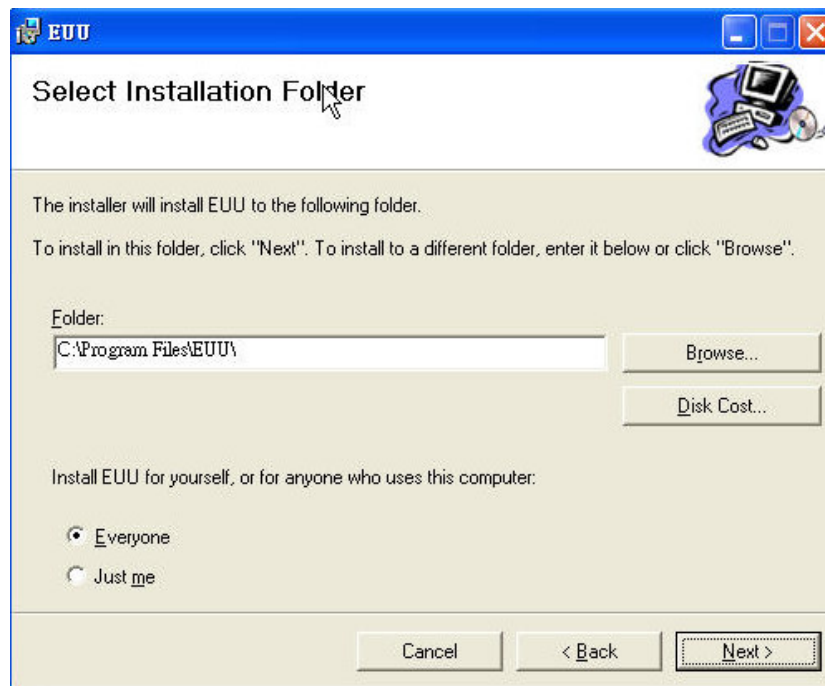 EUU
Select Installation Folder
The installer will install EUU to the following folder.
To install in this folder, click "Next". To install to a different folder, enter it below or click "Browse".
Folder:
C:\Program Files\EUU\
Browse...
Disk Cost...
Install EUU for yourself, or for anyone who uses this computer:
Everyone
Just me
Cancel
< Back
Next >